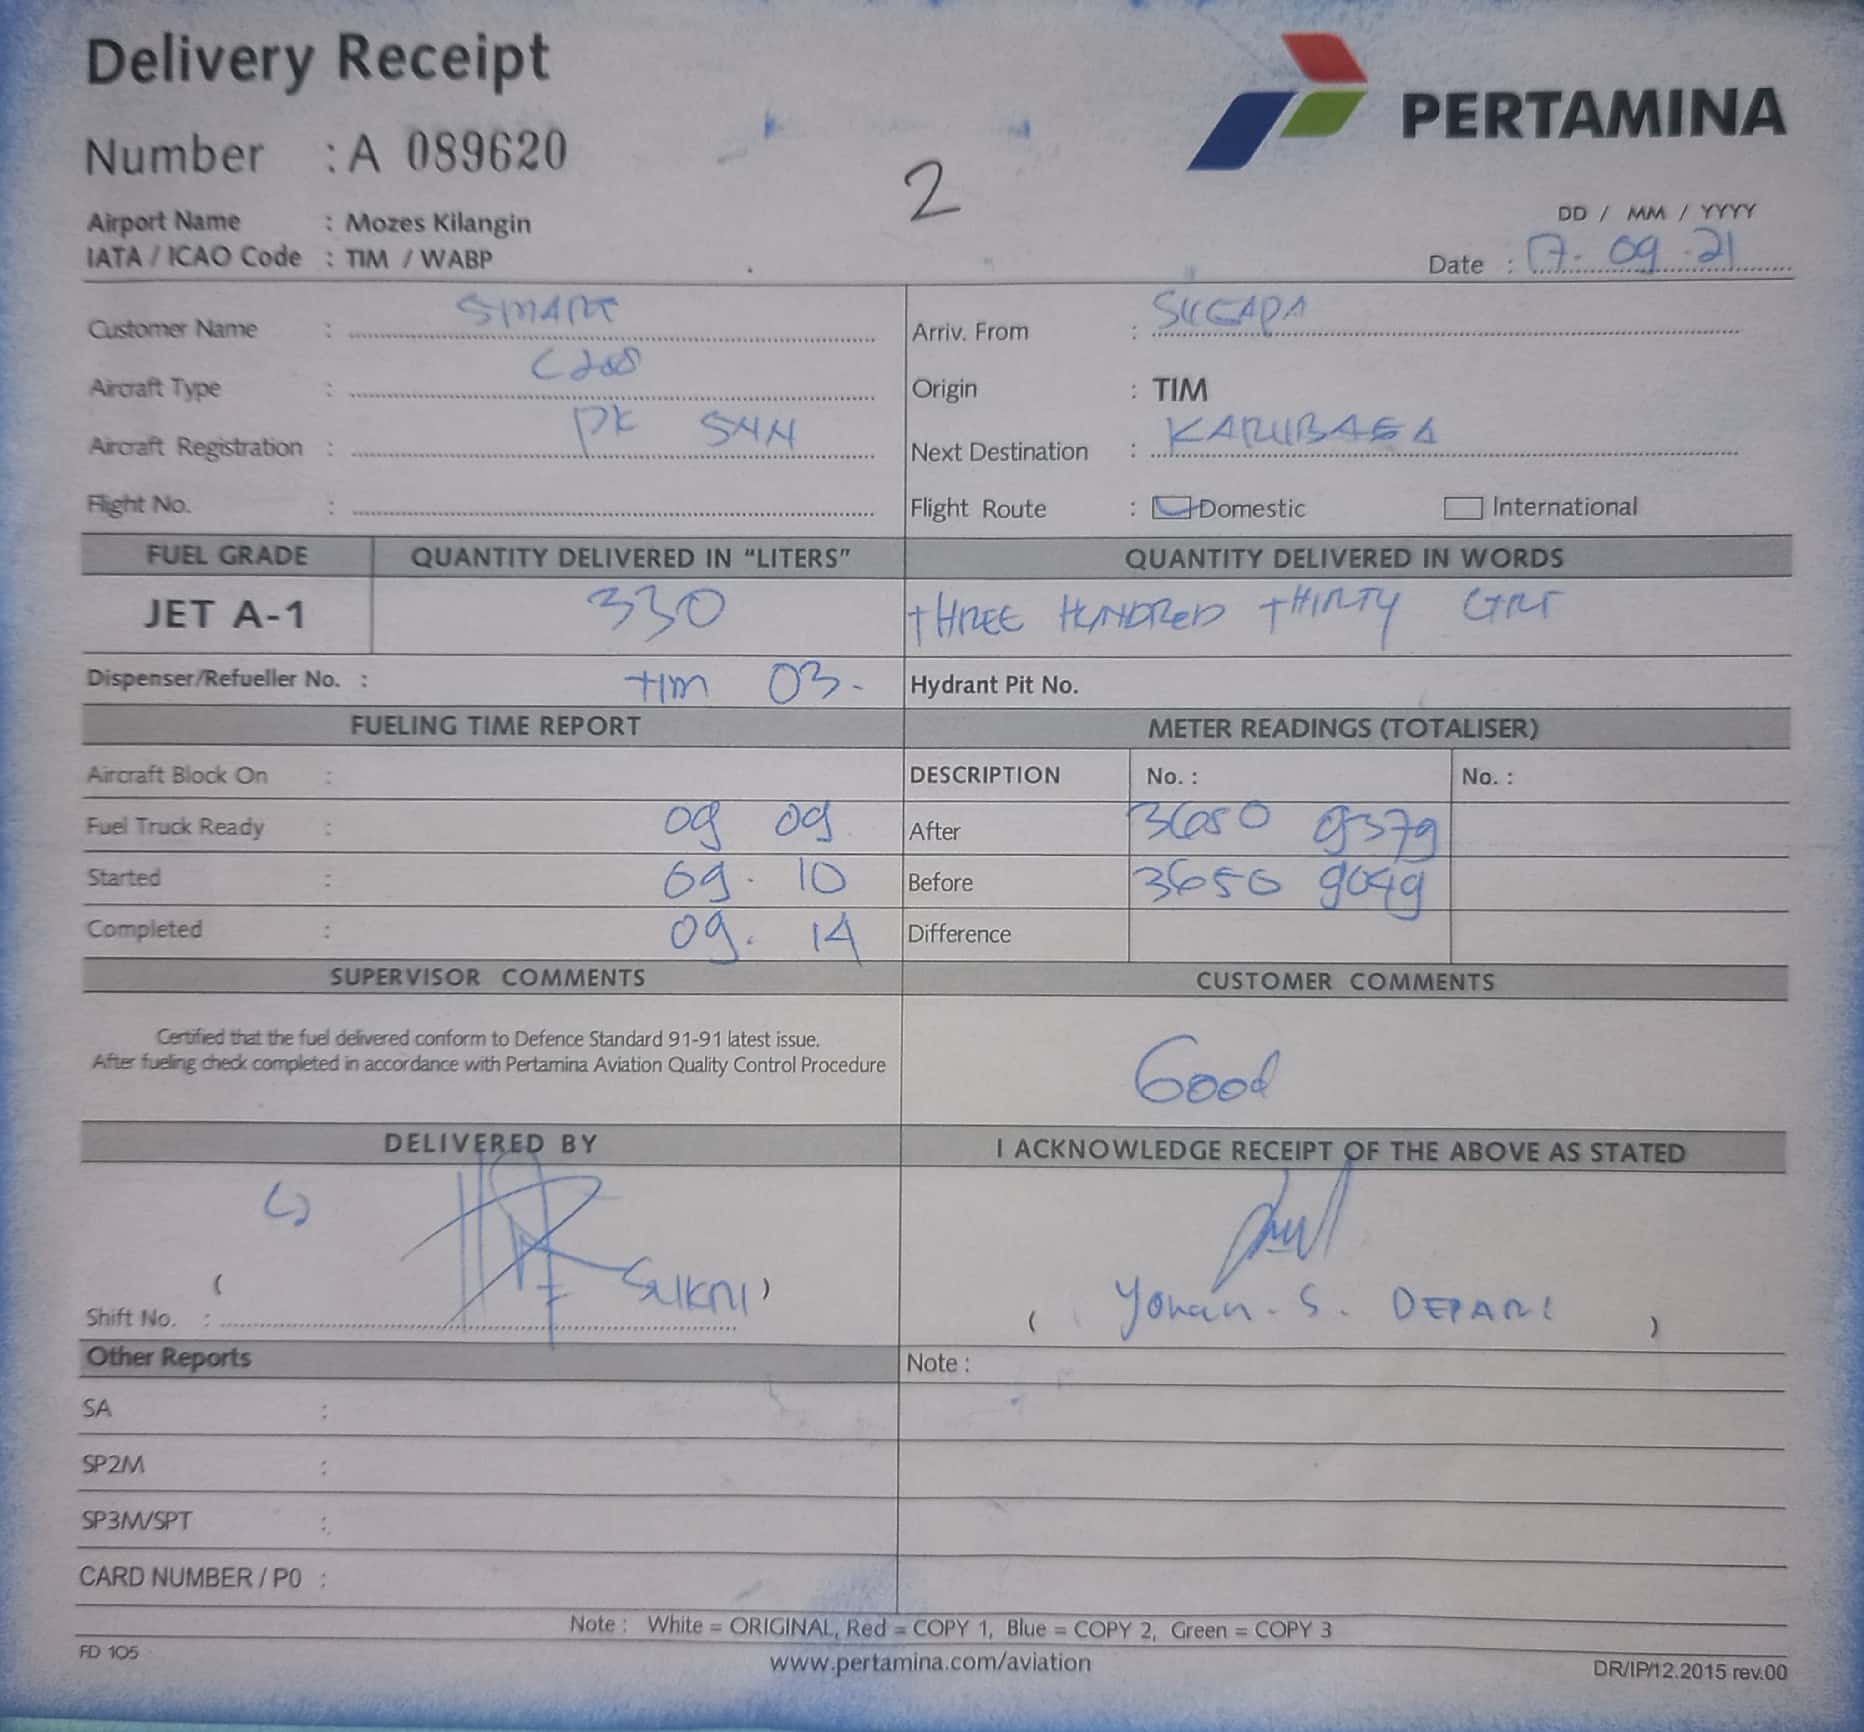 Delivery Receipt
PERTAMINA
Number : A 089620
2
Airport Name : Mozes Kilangin
IATA / ICAO Code : TIM / WABP
DD / MM / YYYY
Date : 17. 09 .21
Customer Name : SMART
Arriv. From : SUGAPA
Aircraft Type : C208
Origin : TIM
Aircraft Registration : PK SNN
Next Destination : KARUBAGA
Flight No. :
Flight Route : Domestic International
FUEL GRADE QUANTITY DELIVERED IN “LITERS” QUANTITY DELIVERED IN WORDS
JET A-1 330 THREE HUNDRED THIRTY
Dispenser/Refueller No. : TIM 03. Hydrant Pit No.
FUELING TIME REPORT METER READINGS (TOTALISER)
Aircraft Block On : DESCRIPTION No. : No. :
Fuel Truck Ready : 09 09 After 3650 9379
Started : 09. 10 Before 3650 9049
Completed : 09. 14 Difference
SUPERVISOR COMMENTS CUSTOMER COMMENTS
Certified that the fuel delivered conform to Defence Standard 91-91 latest issue.
After fueling check completed in accordance with Pertamina Aviation Quality Control Procedure
Good
DELIVERED BY I ACKNOWLEDGE RECEIPT OF THE ABOVE AS STATED
( SUKRI )
Shift No. :
( Yohan. S. DEPARI )
Other Reports Note :
SA :
SP2M :
SP3M/SPT :
CARD NUMBER / P0 :
Note : White = ORIGINAL, Red = COPY 1, Blue = COPY 2, Green = COPY 3
FD 105
www.pertamina.com/aviation
DR/IP/12.2015 rev.00